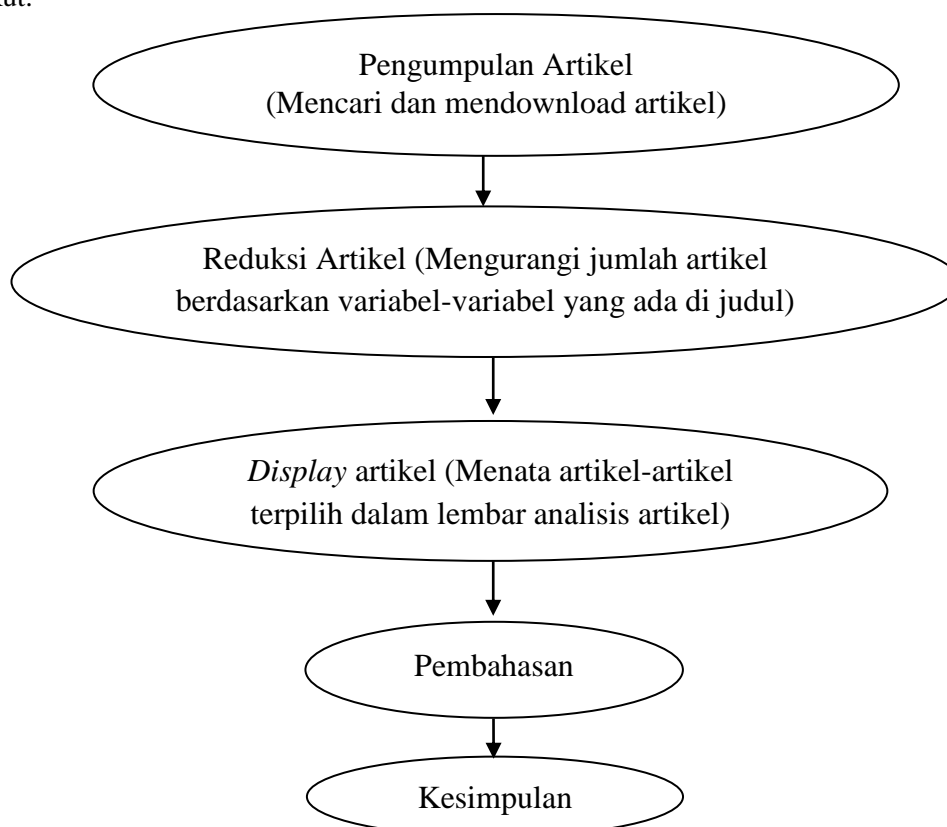 Pengumpulan Artikel
(Mencari dan mendownload artikel)
Reduksi Artikel (Mengurangi jumlah artikel
berdasarkan variabel-variabel yang ada di judul)
Display artikel (Menata artikel-artikel
terpilih dalam lembar analisis artikel)
Pembahasan
Kesimpulan